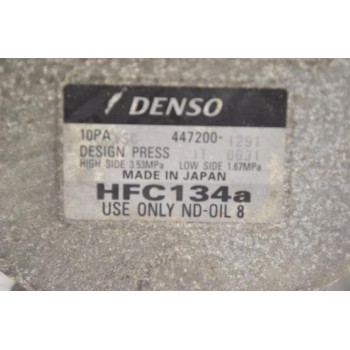 DENSO
10PA 447200-1291
DESIGN PRESS
HIGH SIDE 3.53MPa LOW SIDE 1.67MPa
MADE IN JAPAN
HFC134a
USE ONLY ND-OIL 8